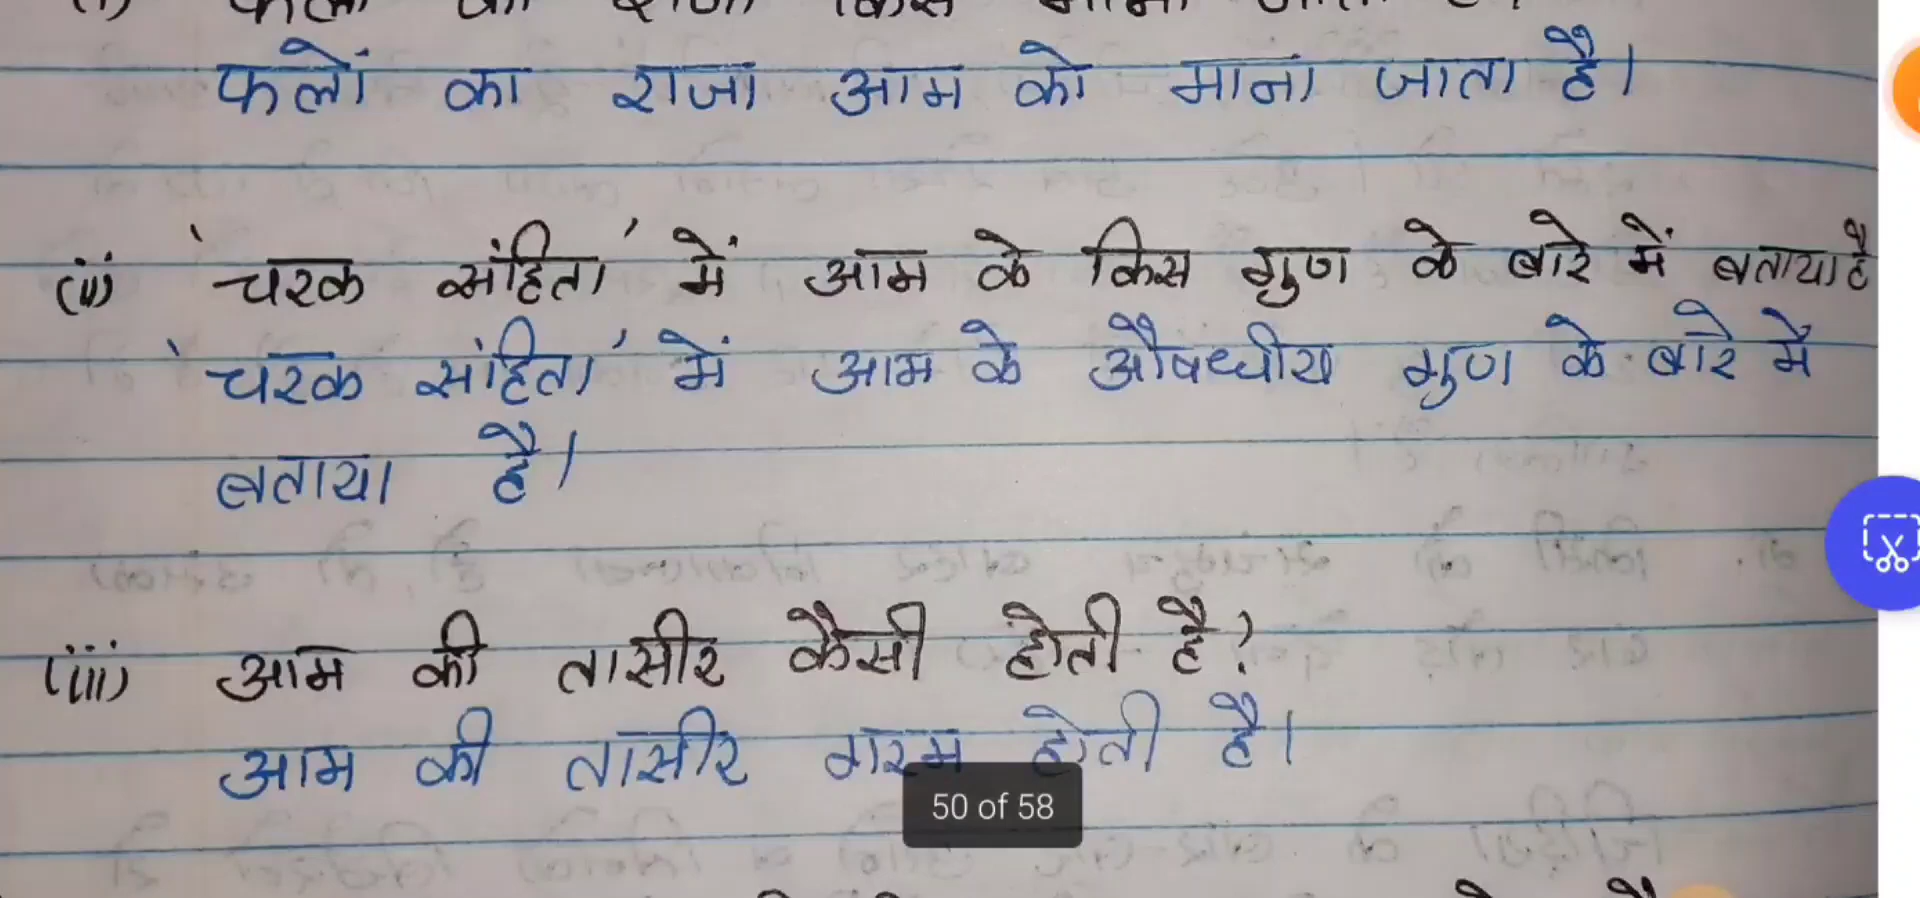 फलों का राजा आम को माना जाता है।
(ii) 'चरक संहिता' में आम के किस गुण के बारे में बताया है
'चरक संहिता' में आम के औषध्धीय गुण के बारे में
बताया है।
(iii) आम की तासीर कैसी होती है?
आम की तासीर गरम होती है।
50 of 58